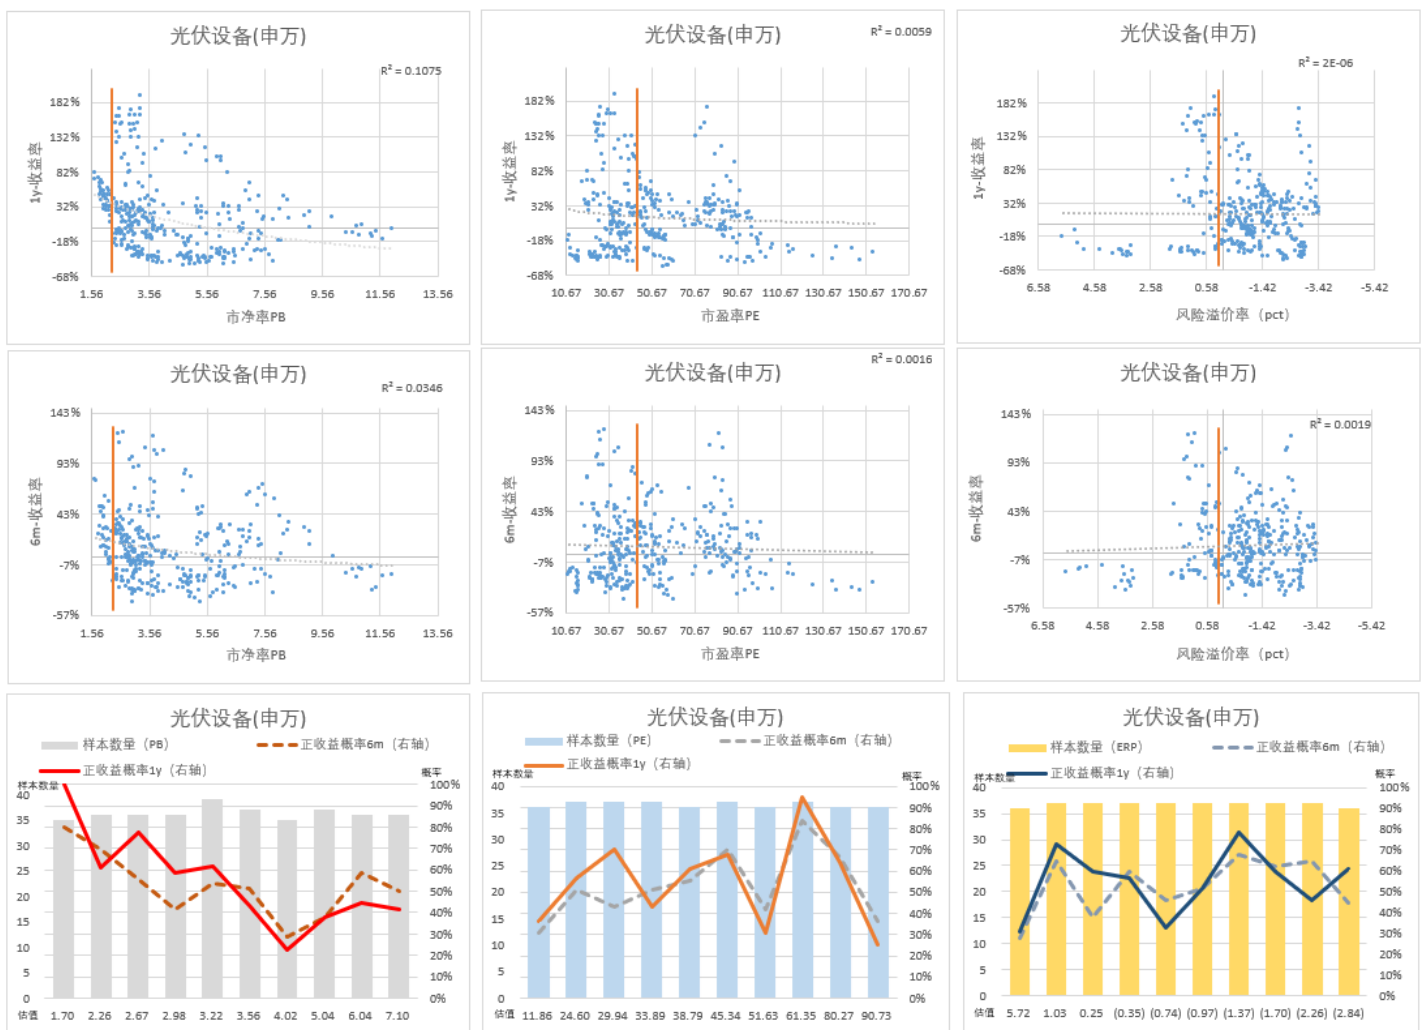 光伏设备(申万)
R² = 0.1075
1y-收益率
182%
132%
82%
32%
-18%
-68%
1.56 3.56 5.56 7.56 9.56 11.56 13.56
市净率PB
光伏设备(申万)
R² = 0.0059
1y-收益率
182%
132%
82%
32%
-18%
-68%
10.67 30.67 50.67 70.67 90.67 110.67 130.67 150.67 170.67
市盈率PE
光伏设备(申万)
R² = 2E-06
1y-收益率
182%
132%
82%
32%
-18%
-68%
6.58 4.58 2.58 0.58 -1.42 -3.42 -5.42
风险溢价率（pct）
光伏设备(申万)
R² = 0.0346
6m-收益率
143%
93%
43%
-7%
-57%
1.56 3.56 5.56 7.56 9.56 11.56 13.56
市净率PB
光伏设备(申万)
R² = 0.0016
6m-收益率
143%
93%
43%
-7%
-57%
10.67 30.67 50.67 70.67 90.67 110.67 130.67 150.67 170.67
市盈率PE
光伏设备(申万)
R² = 0.0019
6m-收益率
143%
93%
43%
-7%
-57%
6.58 4.58 2.58 0.58 -1.42 -3.42 -5.42
风险溢价率（pct）
光伏设备(申万)
样本数量（PB） 正收益概率6m（右轴）
正收益概率1y（右轴）
样本数量 概率
40 100%
35 90%
30 80%
25 70%
20 60%
15 50%
10 40%
5 30%
0 20%
10%
0%
估值 1.70 2.26 2.67 2.98 3.22 3.56 4.02 5.04 6.04 7.10
光伏设备(申万)
样本数量（PE） 正收益概率6m（右轴）
正收益概率1y（右轴）
样本数量 概率
40 100%
35 90%
30 80%
25 70%
20 60%
15 50%
10 40%
5 30%
0 20%
10%
0%
估值 11.86 24.60 29.94 33.89 38.79 45.34 51.63 61.35 80.27 90.73
光伏设备(申万)
样本数量（ERP） 正收益概率6m（右轴）
正收益概率1y（右轴）
样本数量 概率
40 100%
35 90%
30 80%
25 70%
20 60%
15 50%
10 40%
5 30%
0 20%
10%
0%
估值 5.72 1.03 0.25 (0.35) (0.74) (0.97) (1.37) (1.70) (2.26) (2.84)